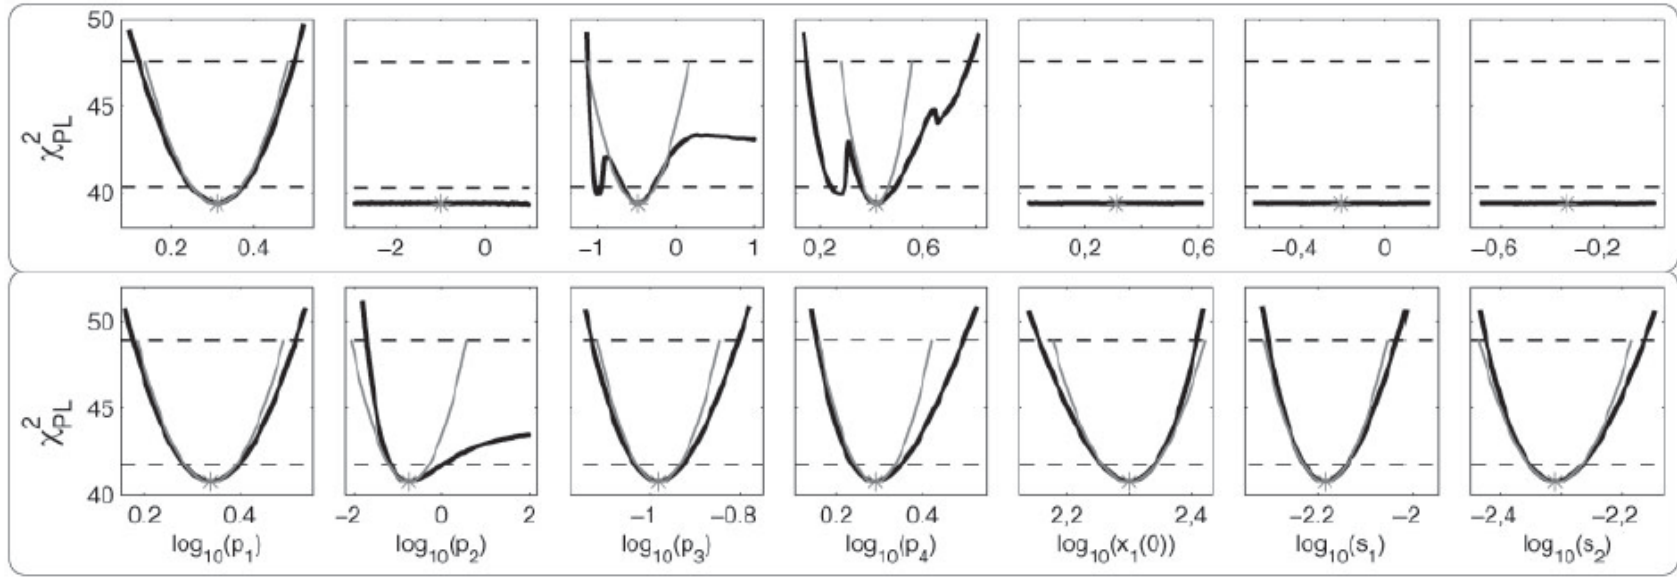 50
45
40
χ²PL
0.2 0.4
−2 0
−1 0 1
0,2 0,6
0,2 0,6
−0,4 0
−0,6 −0,2
50
45
40
χ²PL
0.2 0.4
−2 0 2
−1 −0.8
0.2 0.4
2,2 2,4
−2.2 −2
−2,4 −2,2
log10(p1)
log10(p2)
log10(p3)
log10(p4)
log10(x1(0))
log10(s1)
log10(s2)